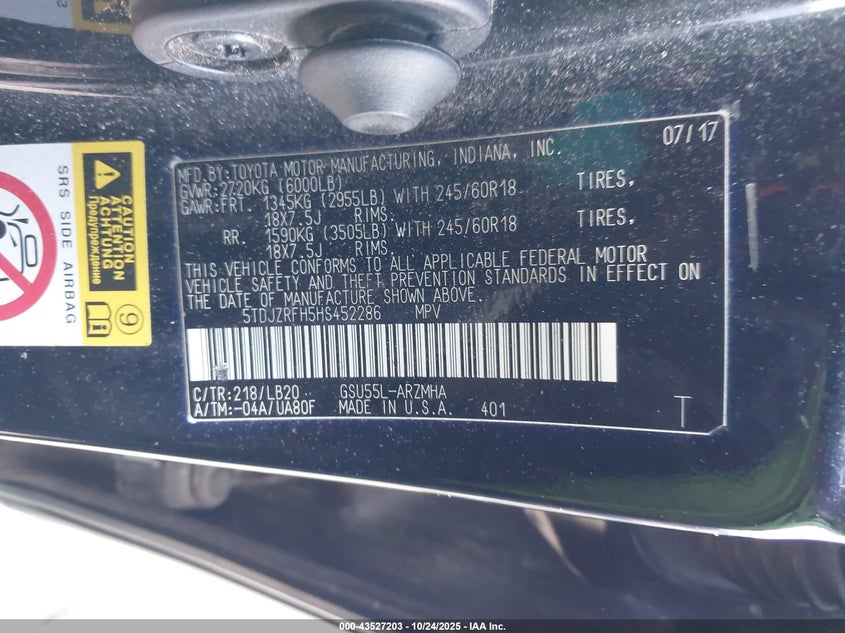 07/17
MFD.BY:TOYOTA MOTOR MANUFACTURING, INDIANA, INC.
GVWR:2720KG (6000LB)
GAWR:FRT. 1345KG (2955LB) WITH 245/60R18 TIRES,
18X7.5J RIMS.
RR. 1590KG (3505LB) WITH 245/60R18 TIRES,
18X7.5J RIMS.
THIS VEHICLE CONFORMS TO ALL APPLICABLE FEDERAL MOTOR
VEHICLE SAFETY AND THEFT PREVENTION STANDARDS IN EFFECT ON
THE DATE OF MANUFACTURE SHOWN ABOVE.
5TDJZRFH5HS452286 MPV
C/TR:218/LB20 GSU55L-ARZMHA
A/TM:-04A/UA80F MADE IN U.S.A. 401 T
SRS SIDE AIRBAG
CAUTION
ATTENTION
ACHTUNG
Предупреждение
9
000-43527203 - 10/24/2025 - IAA Inc.